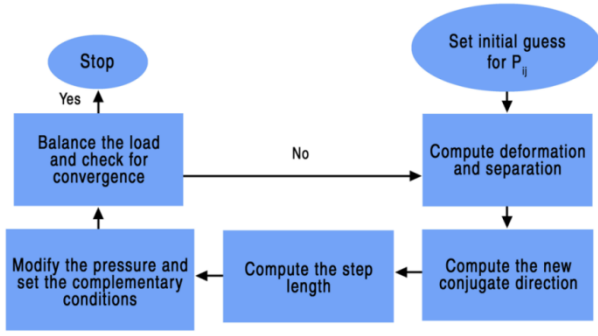 Set initial guess
for P_ij
Compute deformation
and separation
Compute the new
conjugate direction
Compute the step
length
Modify the pressure and
set the complementary
conditions
Balance the load
and check for
convergence
No
Yes
Stop